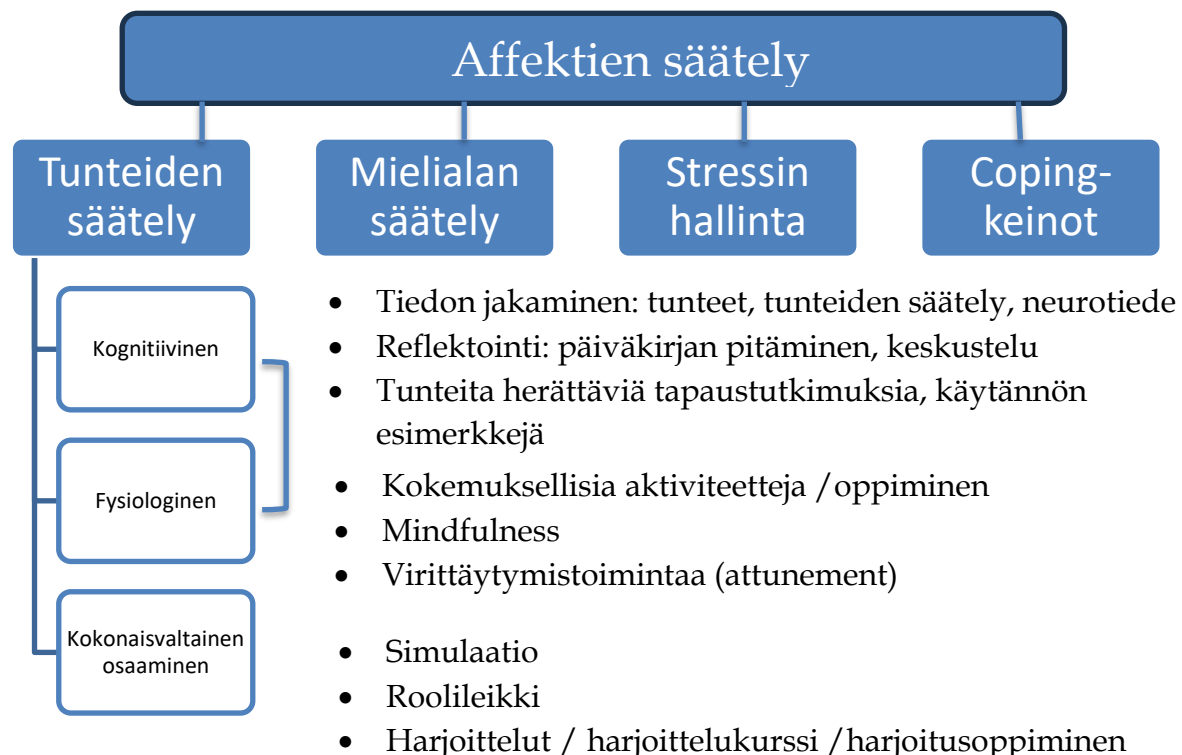 Affektien säätely
Tunteiden
säätely
Mielialan
säätely
Stressin
hallinta
Coping-
keinot
Kognitiivinen
Fysiologinen
Kokonaisvaltainen
osaaminen
• Tiedon jakaminen: tunteet, tunteiden säätely, neurotiede
• Reflektointi: päiväkirjan pitäminen, keskustelu
• Tunteita herättäviä tapaustutkimuksia, käytännön
esimerkkejä
• Kokemuksellisia aktiviteetteja /oppiminen
• Mindfulness
• Virittäytymistoimintaa (attunement)
• Simulaatio
• Roolileikki
• Harjoittelut / harjoittelukurssi /harjoitusoppiminen